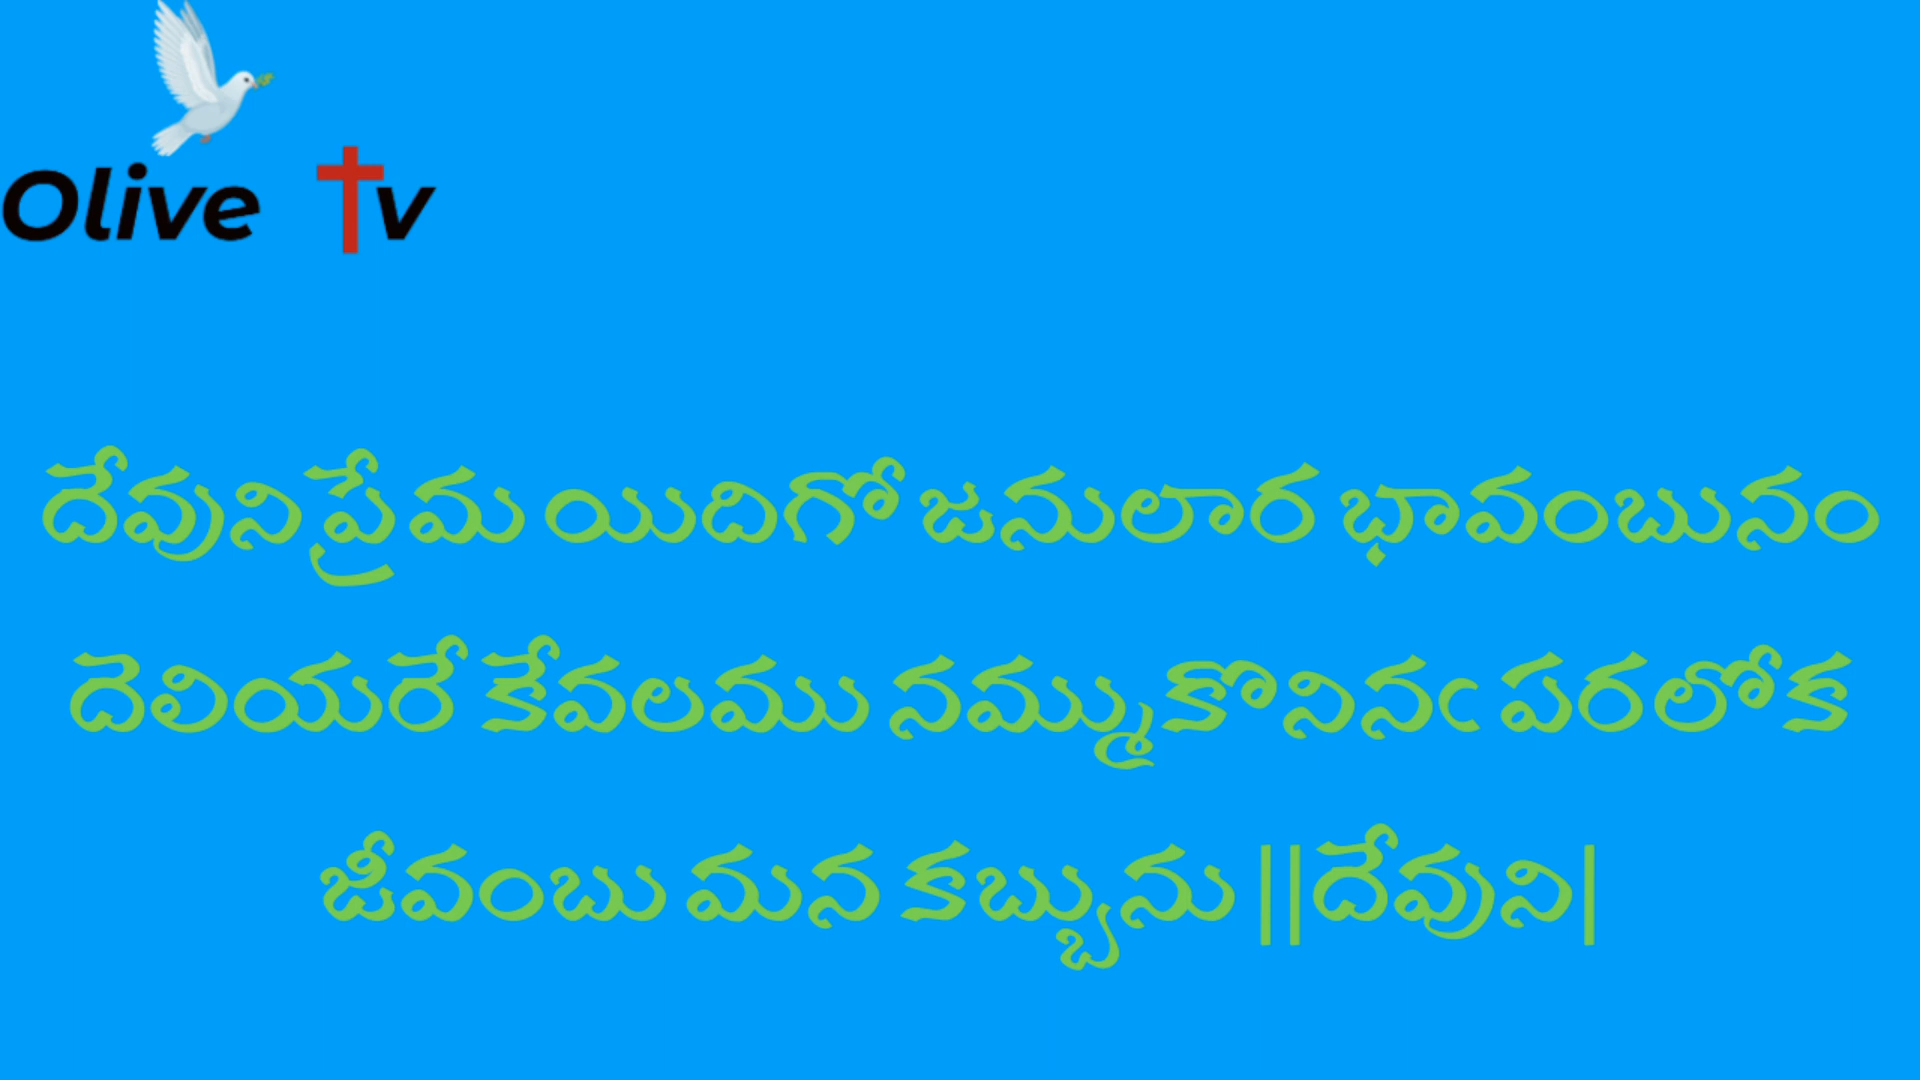 Olive Tv
దేవుని ప్రేమ యిదిగో జనులార భావంబునం
దెలియరే కేవలము నమ్ముకొనినఁ పరలోక
జీవంబు మన కబ్బును ||దేవుని|